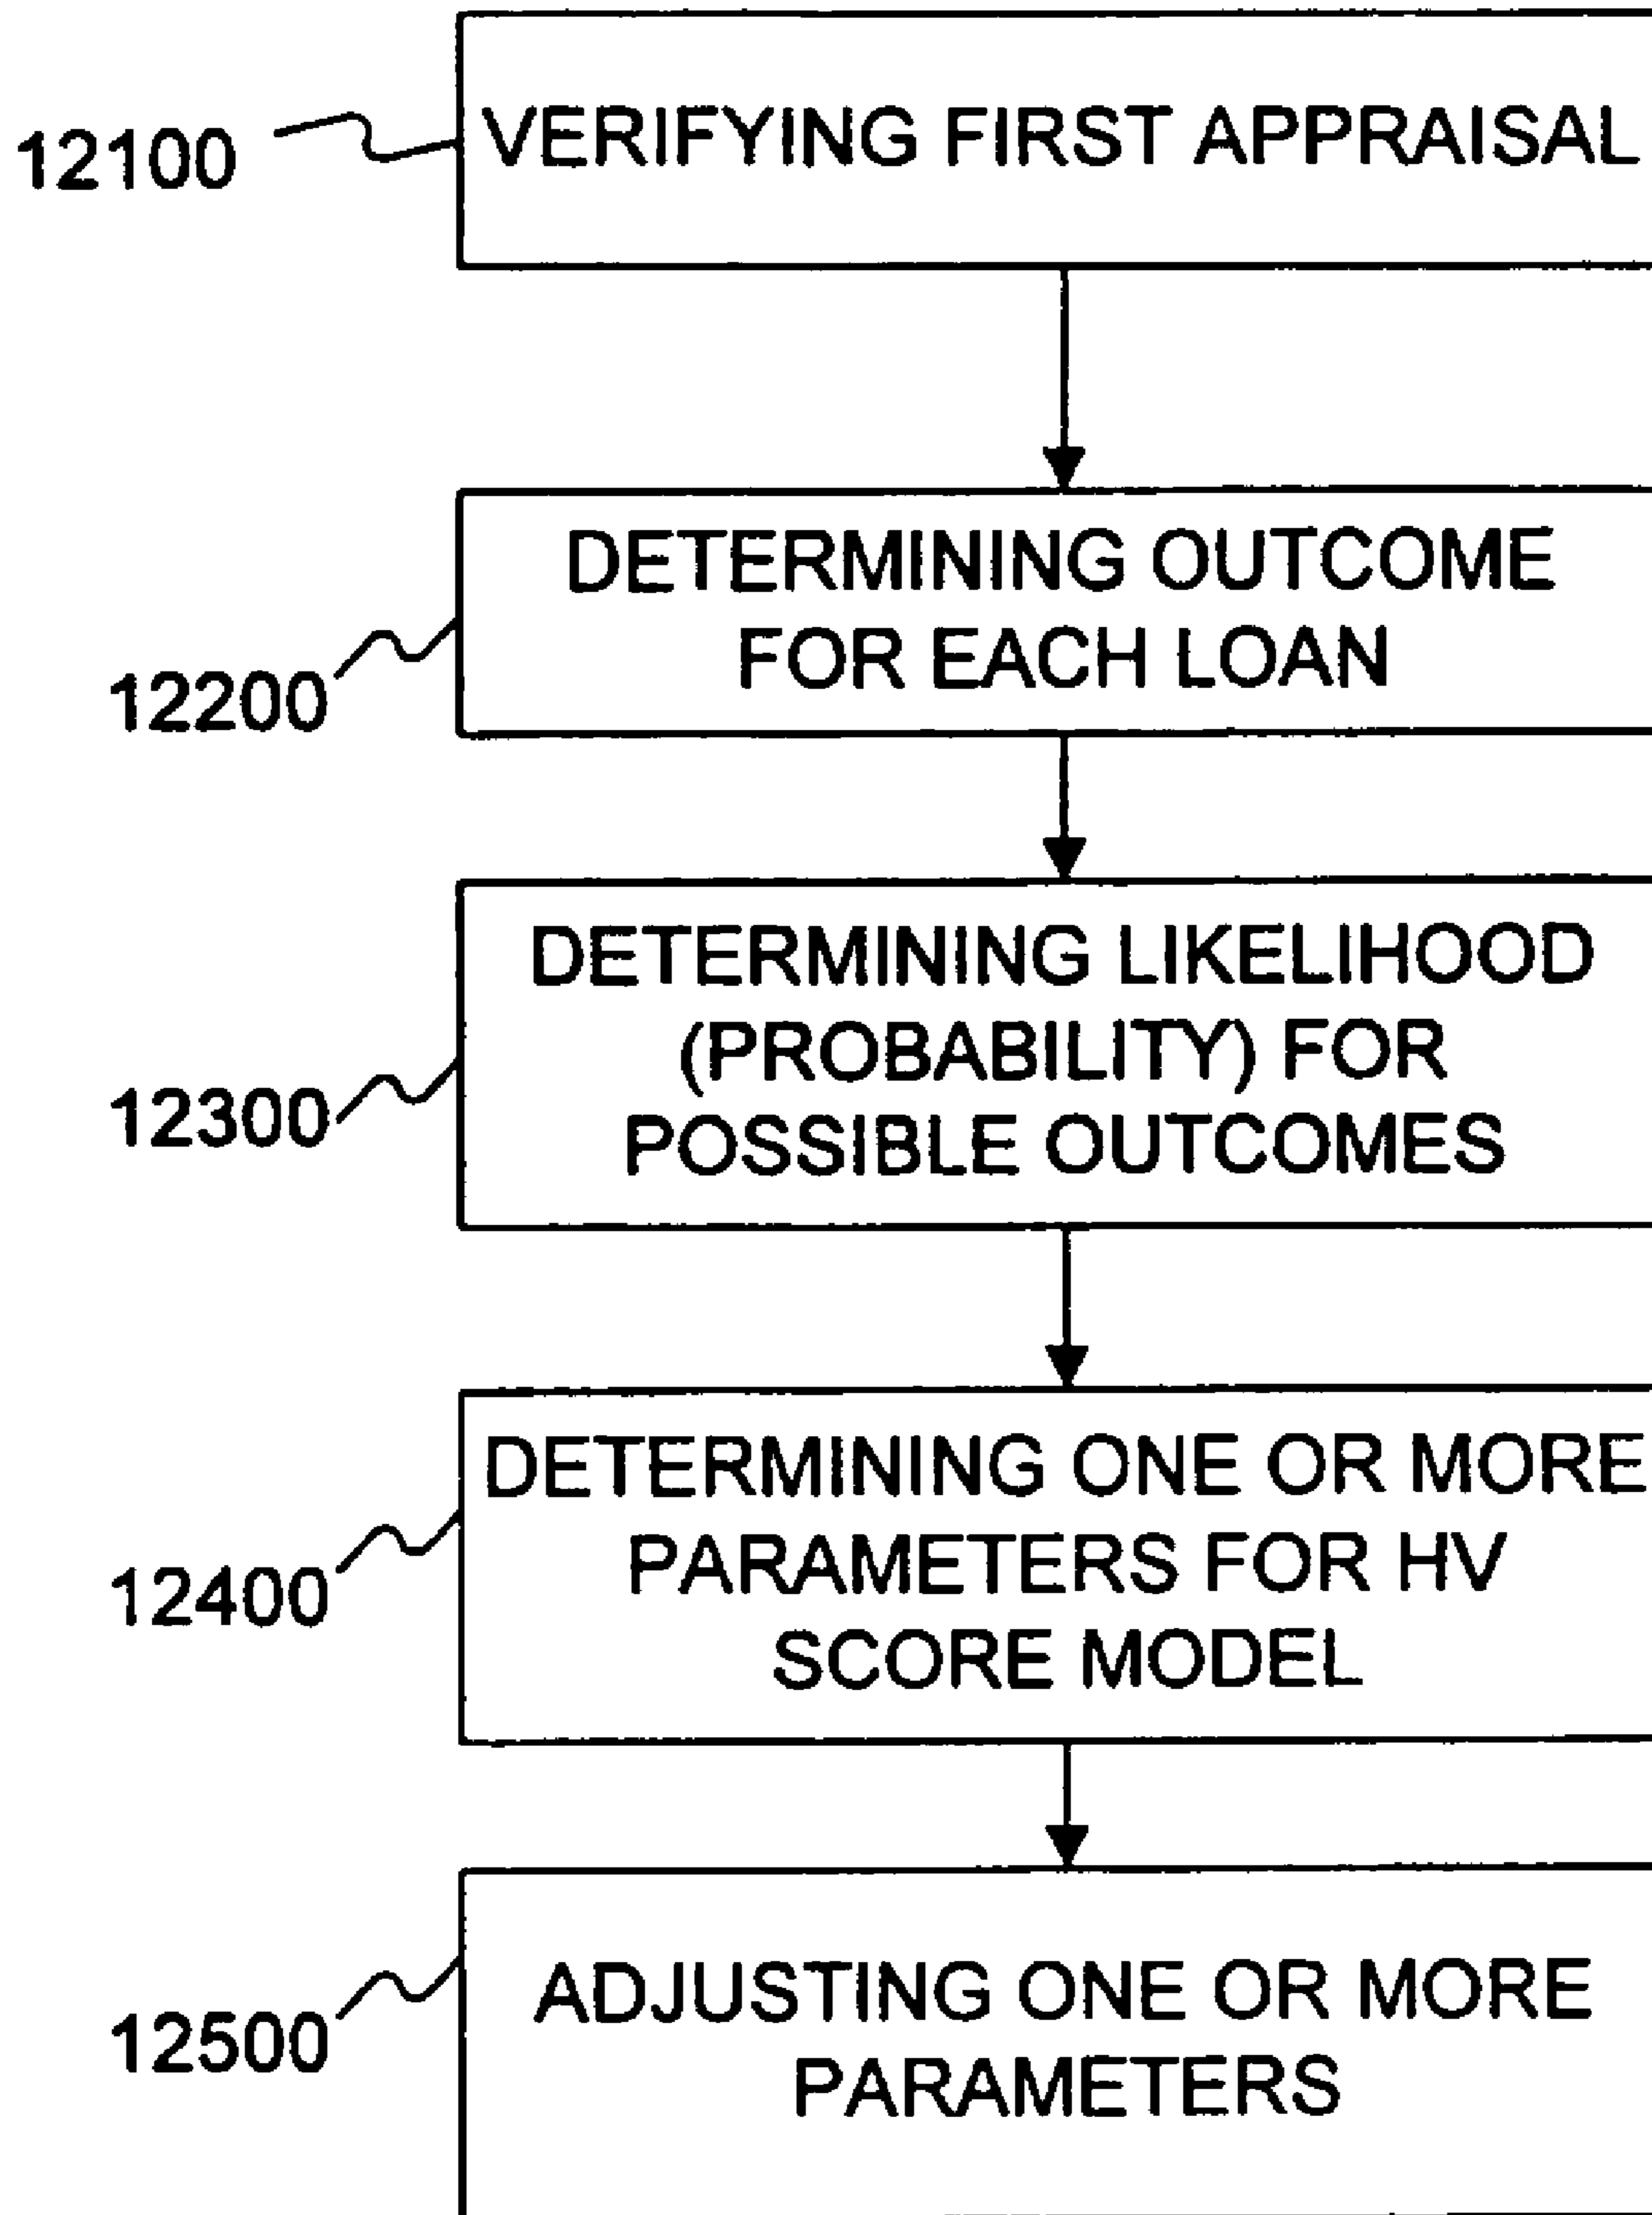 12100
VERIFYING FIRST APPRAISAL
DETERMINING OUTCOME
FOR EACH LOAN
12200
DETERMINING LIKELIHOOD
(PROBABILITY) FOR
POSSIBLE OUTCOMES
12300
DETERMINING ONE OR MORE
PARAMETERS FOR HV
SCORE MODEL
12400
ADJUSTING ONE OR MORE
PARAMETERS
12500